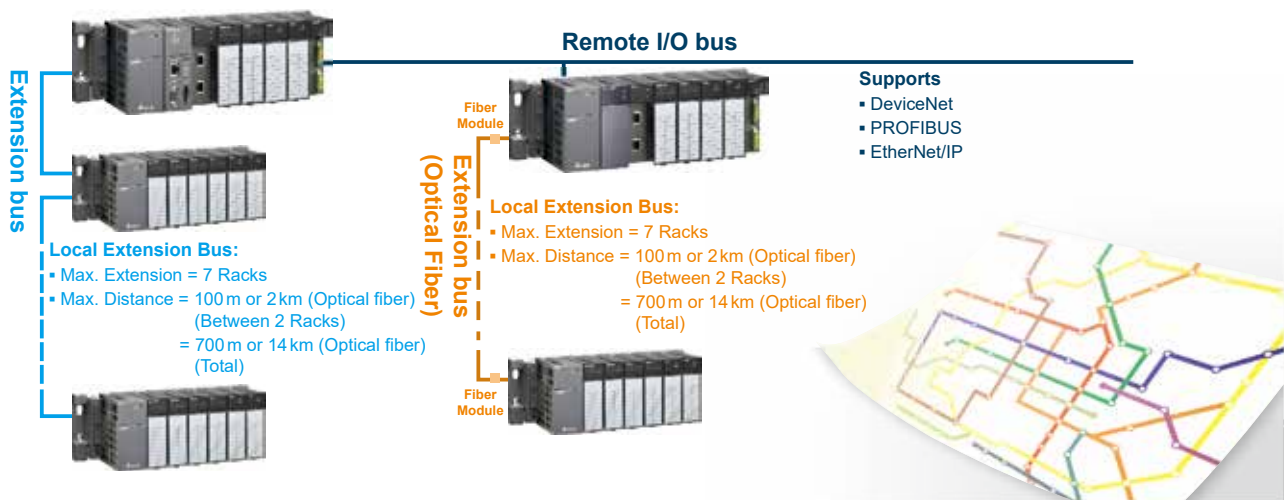 Remote I/O bus
Extension bus
Supports
▪ DeviceNet
▪ PROFIBUS
▪ EtherNet/IP
Fiber
Module
Extension bus
(Optical Fiber)
Local Extension Bus:
▪ Max. Extension = 7 Racks
▪ Max. Distance = 100 m or 2 km (Optical fiber)
(Between 2 Racks)
= 700 m or 14 km (Optical fiber)
(Total)
Local Extension Bus:
▪ Max. Extension = 7 Racks
▪ Max. Distance = 100 m or 2 km (Optical fiber)
(Between 2 Racks)
= 700 m or 14 km (Optical fiber)
(Total)
Fiber
Module